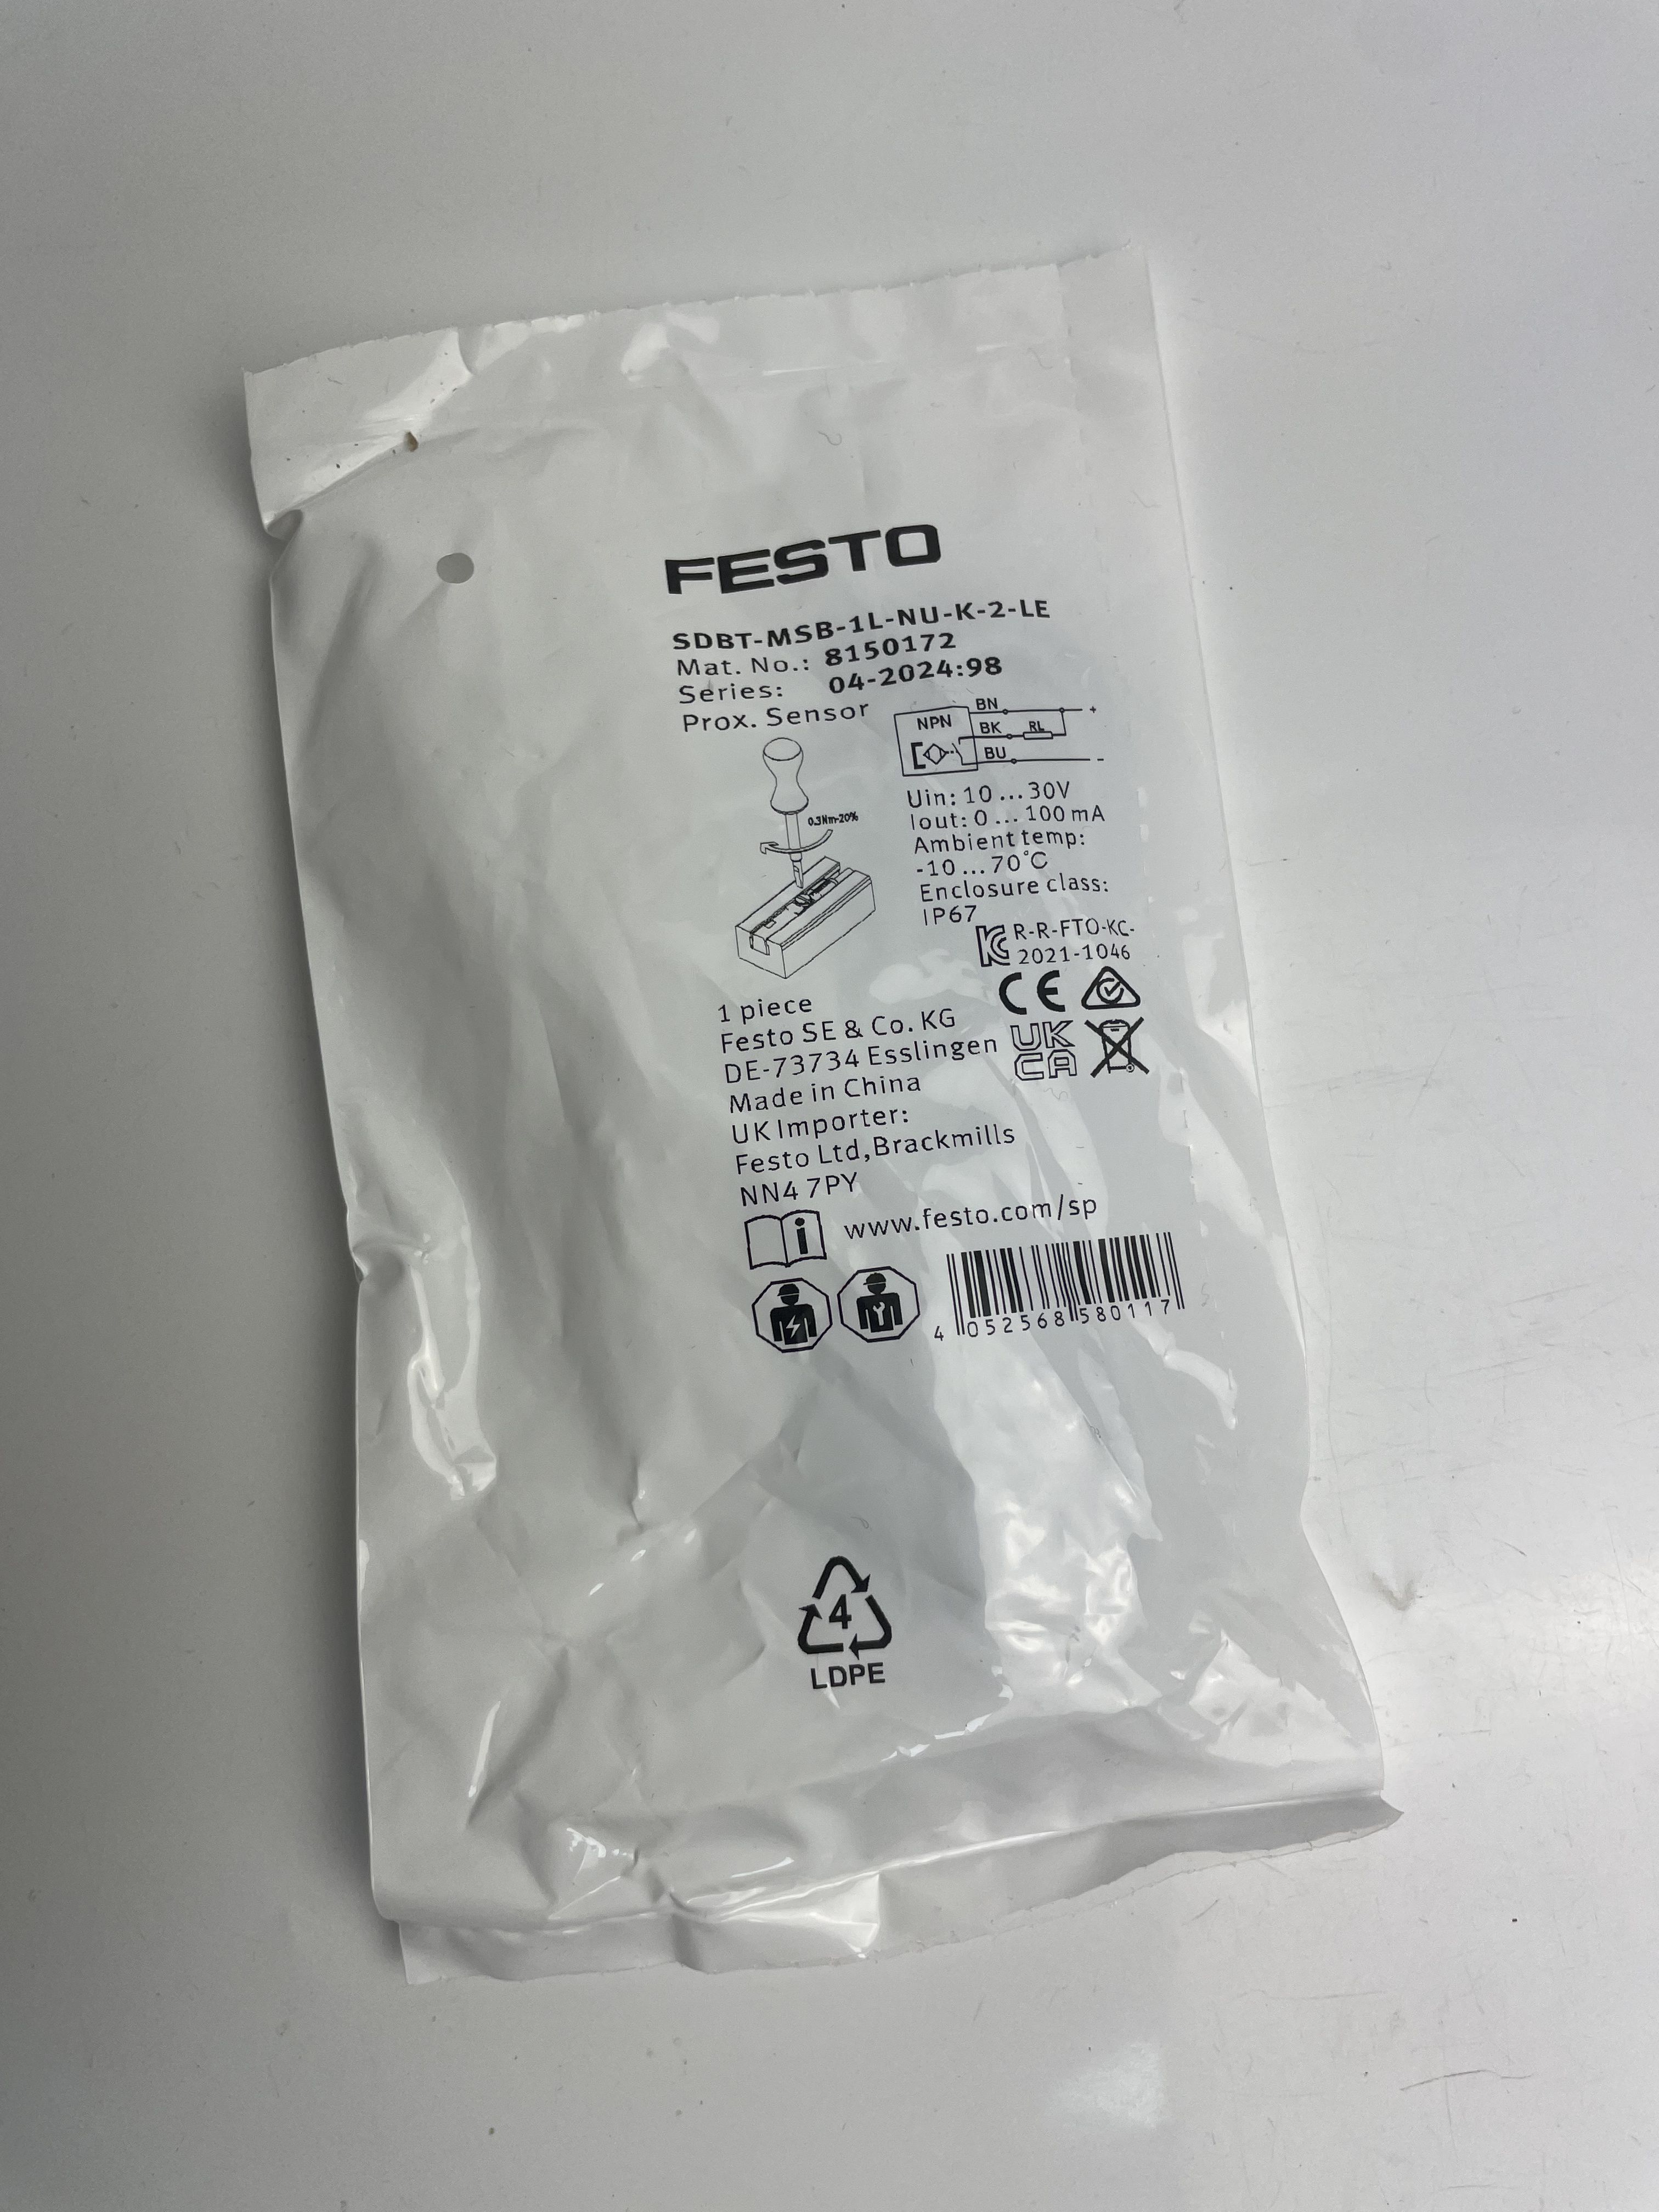 FESTO
SDBT-MSB-1L-NU-K-2-LE
Mat. No.: 8150172
Series: 04-2024:98
Prox. Sensor
NPN
BN
+
BK
RL
BU
-
0.3Nm-20%
Uin: 10 ... 30V
Iout: 0 ... 100 mA
Ambient temp:
-10 ... 70°C
Enclosure class:
IP67
R-R-FTO-KC-
2021-1046
CE
UK
CA
1 piece
Festo SE & Co. KG
DE-73734 Esslingen
Made in China
UK Importer:
Festo Ltd,Brackmills
NN4 7PY
i
www.festo.com/sp
4 052568 580117
4
LDPE